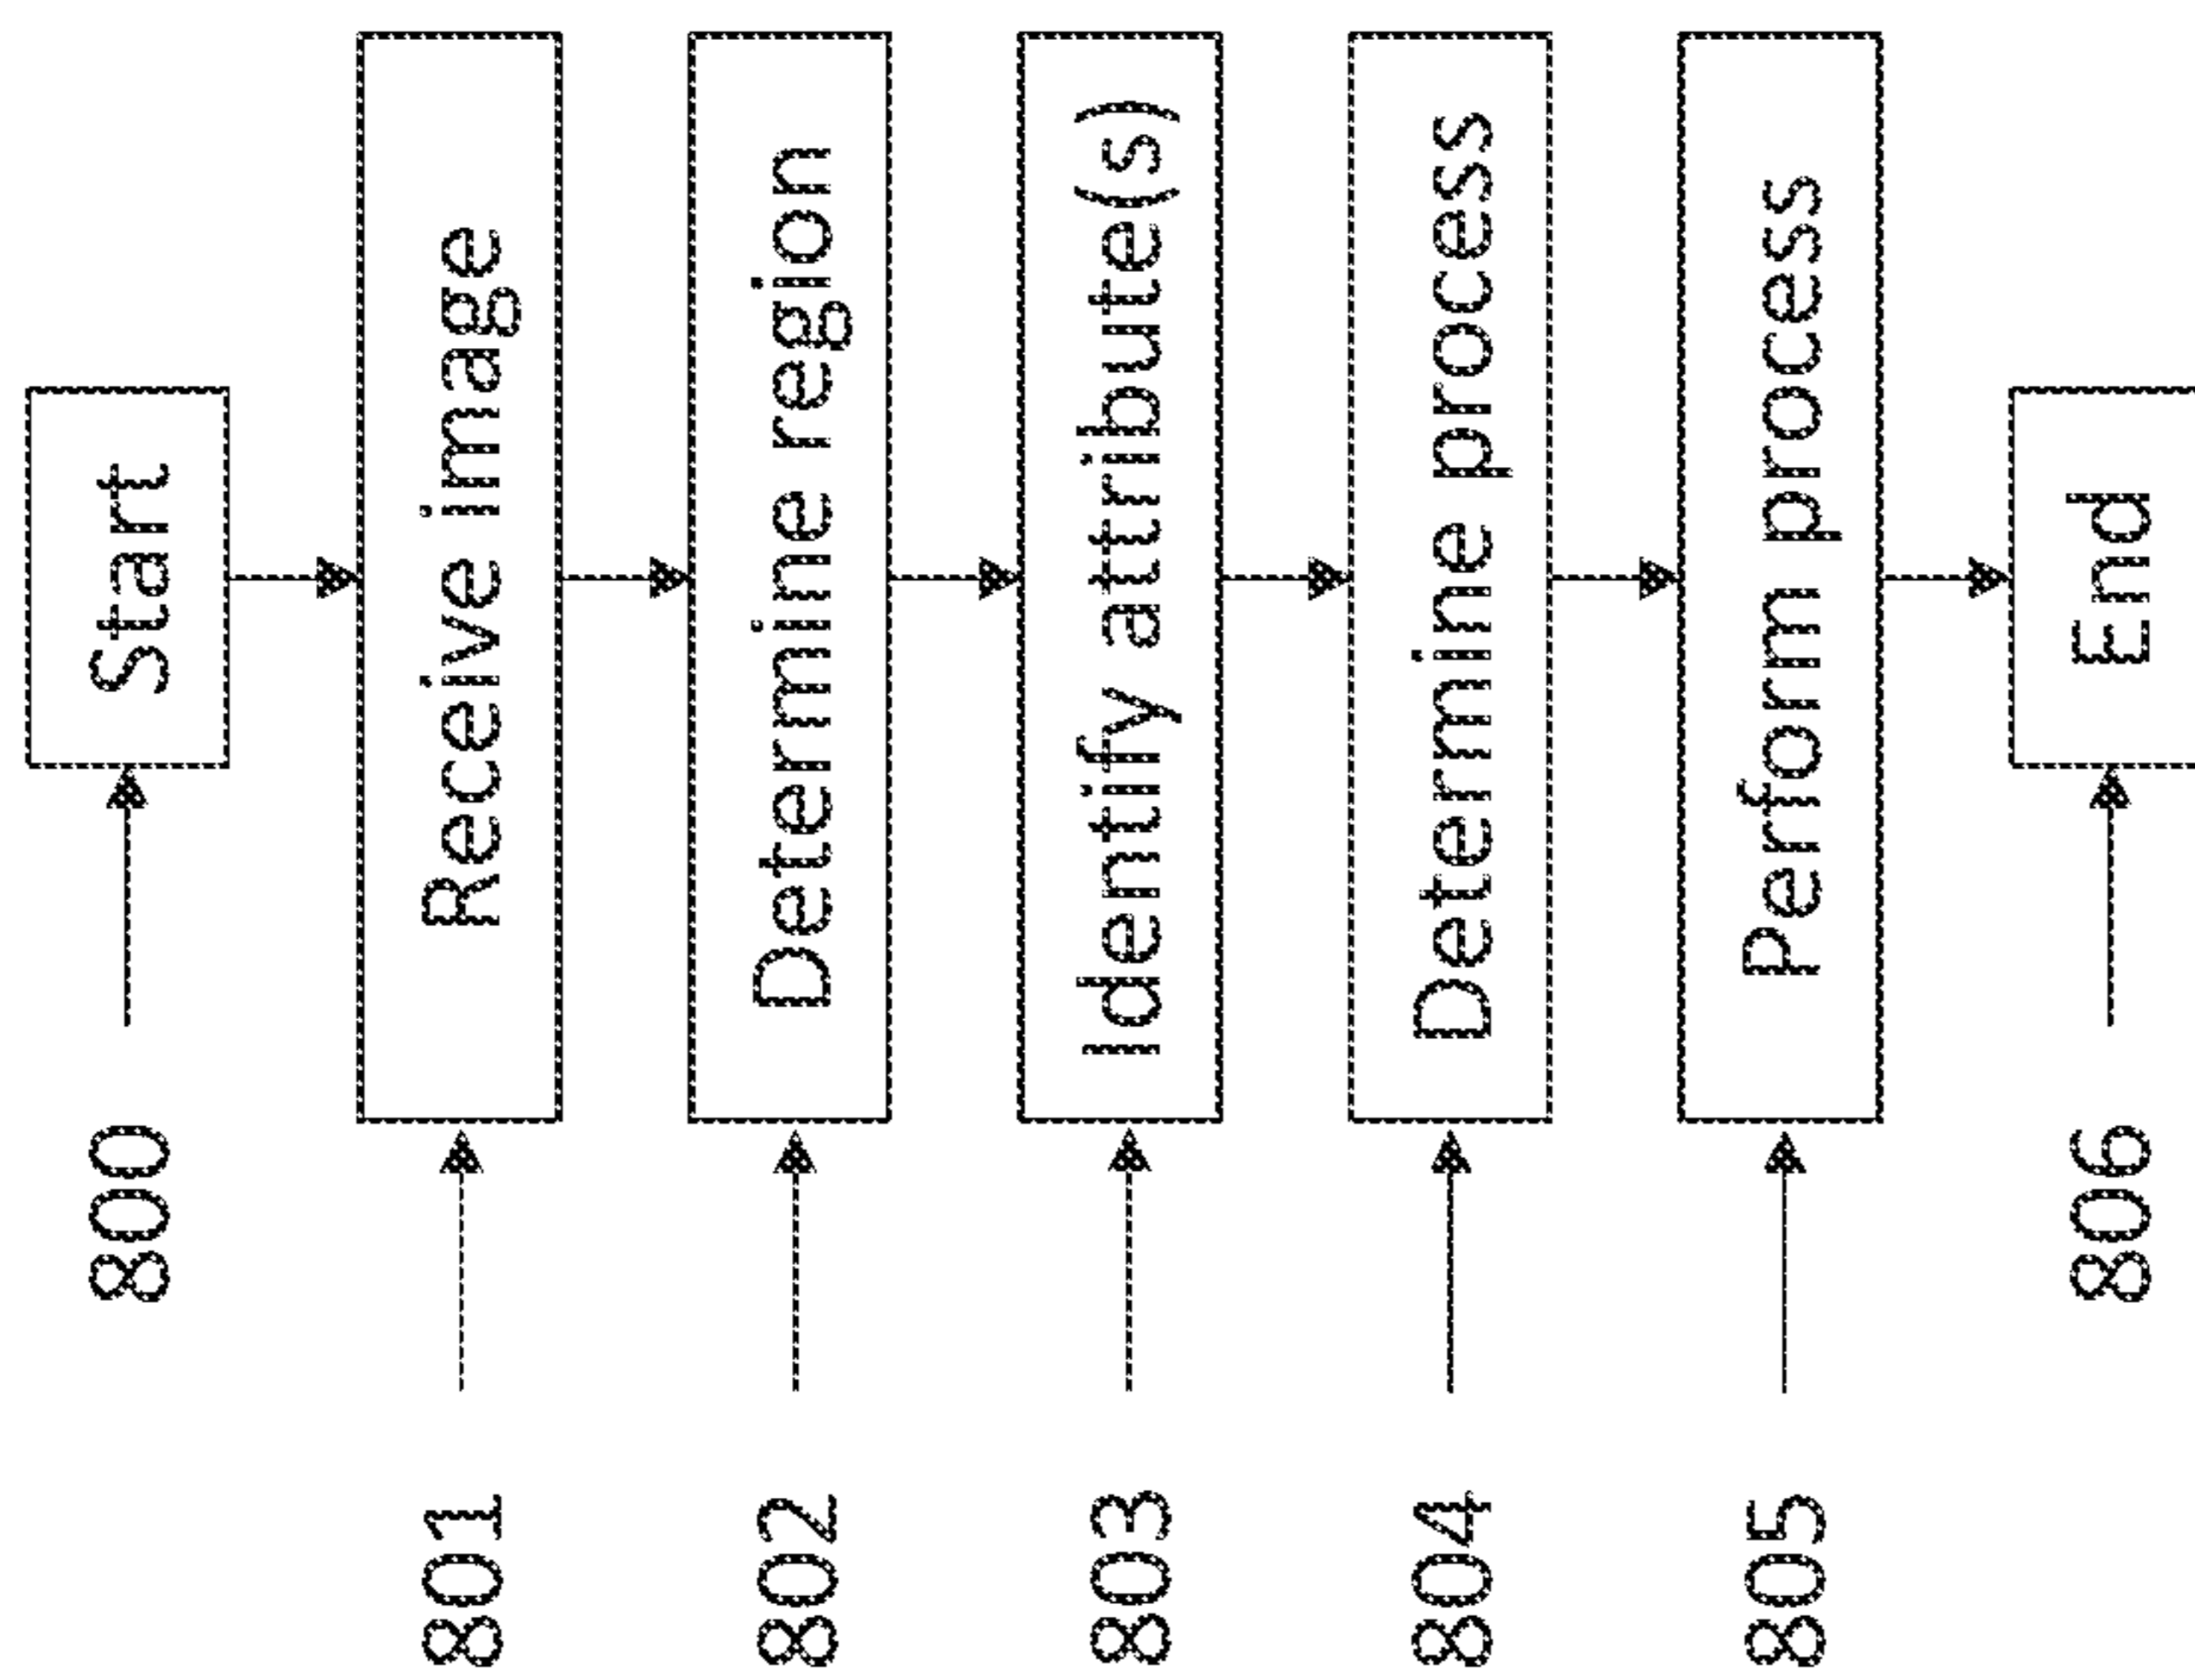 800
Start
801
Receive image
802
Determine region
803
Identify attribute(s)
804
Determine process
805
Perform process
806
End